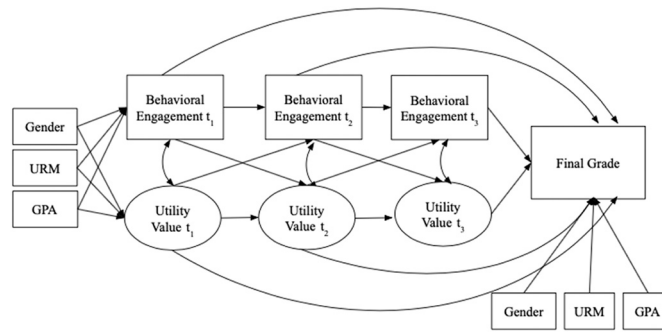 Behavioral
Engagement t1
Behavioral
Engagement t2
Behavioral
Engagement t3
Gender
URM
GPA
Final Grade
Utility
Value t1
Utility
Value t2
Utility
Value t3
Gender
URM
GPA